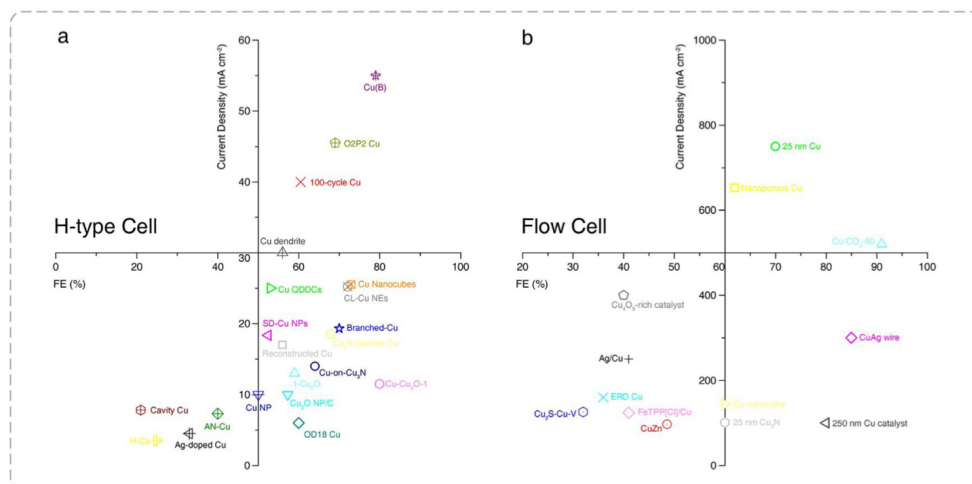 a
60
Cu(B)
50
O2P2 Cu
100-cycle Cu
40
Current Desnsity (mA cm⁻²)
H-type Cell
Cu dendrite
0
20
40
30
60
80
100
FE (%)
Cu QDDCs
Cu Nanocubes
CL-Cu NEs
SD-Cu NPs
Branched-Cu
20
Reconstructed Cu
Cu-on-Cu₃N
t-Cu₂O
Cu-Cu₂O-1
10
Cu NP
Cu₂O NP/C
Cavity Cu
AN-Cu
OD18 Cu
H-Cu
Ag-doped Cu
0
b
1000
Current Desnsity (mA cm⁻²)
800
25 nm Cu
Nanoporous Cu
600
Flow Cell
Cu-CO₂-60
20
30
40
50
70
80
90
100
FE (%)
400
CuAg wire
Ag/Cu
200
ERD Cu
Cu₂S-Cu-V
FeTPP[Cl]/Cu
CuZn
25 nm Cu₃N
250 nm Cu catalyst
0